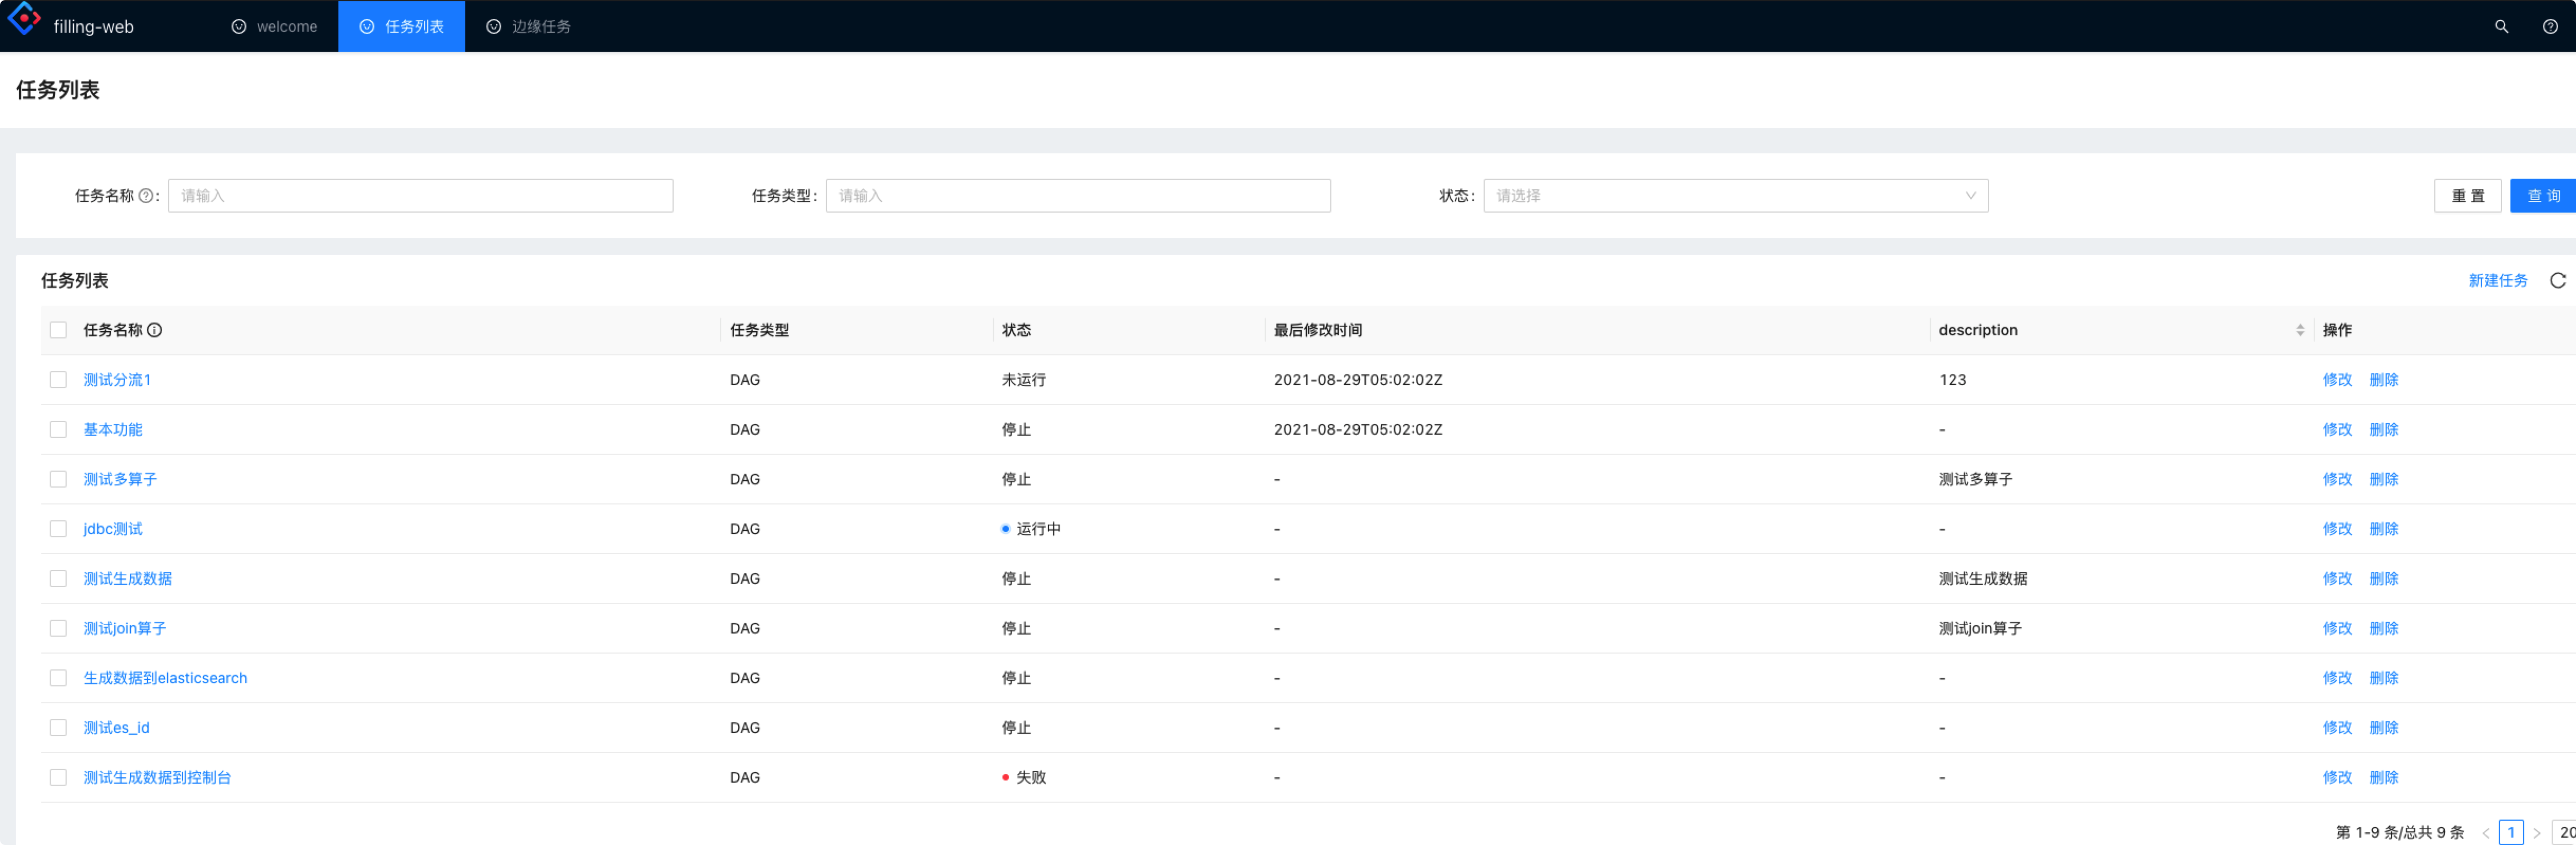 filling-web welcome 任务列表 边缘任务
任务列表
任务名称 : 请输入 任务类型 : 请输入 状态 : 请选择 重 置 查 询
任务列表 新建任务
任务名称 任务类型 状态 最后修改时间 description 操作
测试分流1 DAG 未运行 2021-08-29T05:02:02Z 123 修改 删除
基本功能 DAG 停止 2021-08-29T05:02:02Z - 修改 删除
测试多算子 DAG 停止 - 测试多算子 修改 删除
jdbc测试 DAG 运行中 - - 修改 删除
测试生成数据 DAG 停止 - 测试生成数据 修改 删除
测试join算子 DAG 停止 - 测试join算子 修改 删除
生成数据到elasticsearch DAG 停止 - - 修改 删除
测试es_id DAG 停止 - - 修改 删除
测试生成数据到控制台 DAG 失败 - - 修改 删除
第 1-9 条/总共 9 条 < 1 > 20